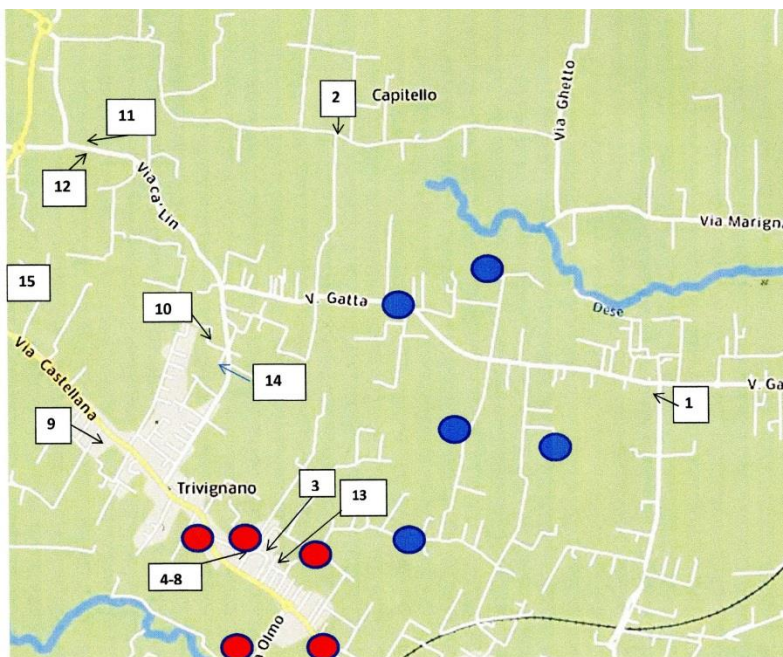 2
Capitello
11
12
Via Ghetto
Via ca' Lin
Via Marign
15
10
V. Gatta
Dese
14
Via Castellana
1
V. Ga
9
Trivignano
3
13
4-8
Olmo